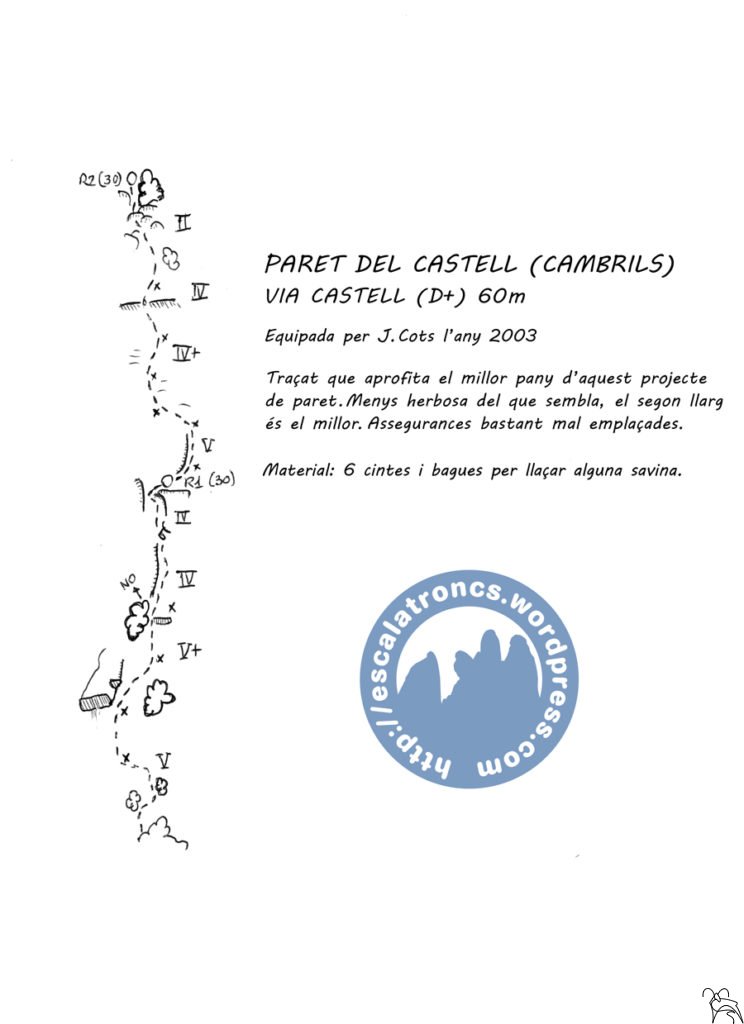 R2 (30)
II
IV
IV+
V
R1 (30)
IV
IV
NO
V+
V
PARET DEL CASTELL (CAMBRILS)
VIA CASTELL (D+) 60m
Equipada per J.Cots l'any 2003
Traçat que aprofita el millor pany d'aquest projecte
de paret. Menys herbosa del que sembla, el segon llarg
és el millor. Assegurances bastant mal emplaçades.
Material: 6 cintes i bagues per llaçar alguna savina.
http://escalatroncs.wordpress.com